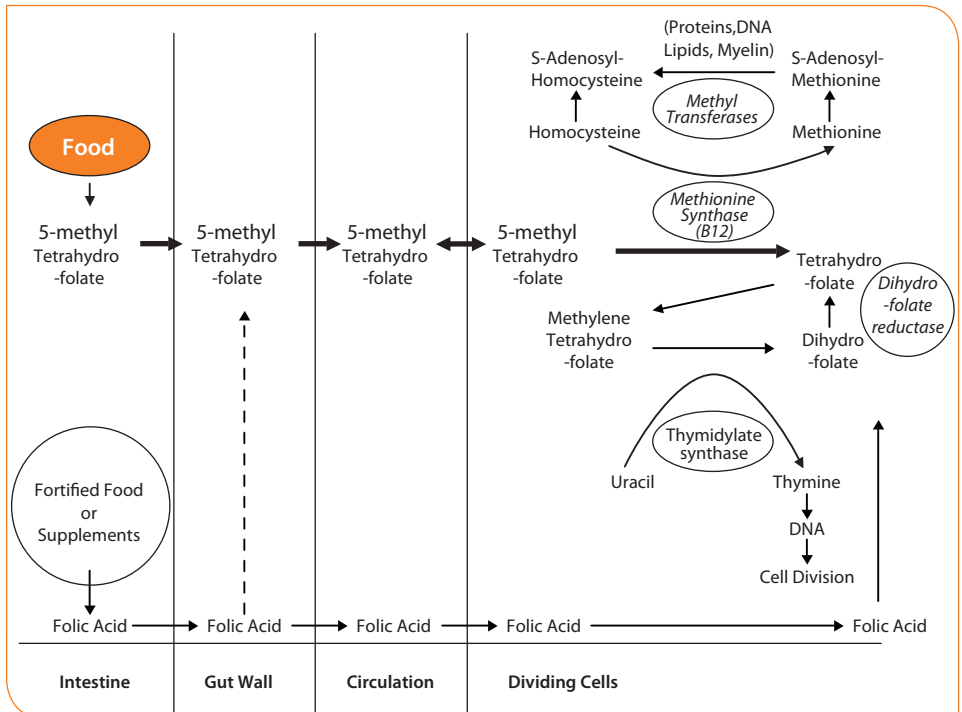 (Proteins,DNA
Lipids, Myelin)
S-Adenosyl-
Homocysteine
S-Adenosyl-
Methionine
Methyl
Transferases
Homocysteine
Methionine
Food
Methionine
Synthase
(B12)
5-methyl
Tetrahydro
-folate
5-methyl
Tetrahydro
-folate
5-methyl
Tetrahydro
-folate
5-methyl
Tetrahydro
-folate
Tetrahydro
-folate
Dihydro
-folate
reductase
Methylene
Tetrahydro
-folate
Dihydro
-folate
Thymidylate
synthase
Uracil
Thymine
DNA
Cell Division
Fortified Food
or
Supplements
Folic Acid
Folic Acid
Folic Acid
Folic Acid
Folic Acid
Intestine
Gut Wall
Circulation
Dividing Cells